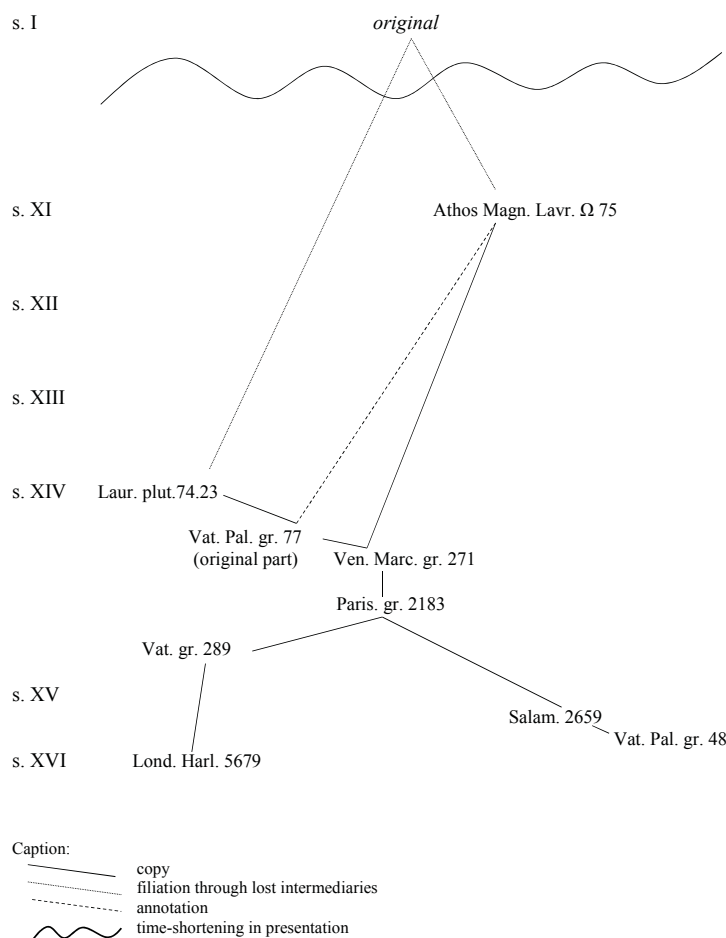 s. I
original
s. XI
Athos Magn. Lavr. Ω 75
s. XII
s. XIII
s. XIV
Laur. plut.74.23
Vat. Pal. gr. 77
(original part)
Ven. Marc. gr. 271
Paris. gr. 2183
Vat. gr. 289
s. XV
Salam. 2659
Vat. Pal. gr. 48
s. XVI
Lond. Harl. 5679
Caption:
copy
filiation through lost intermediaries
annotation
time-shortening in presentation